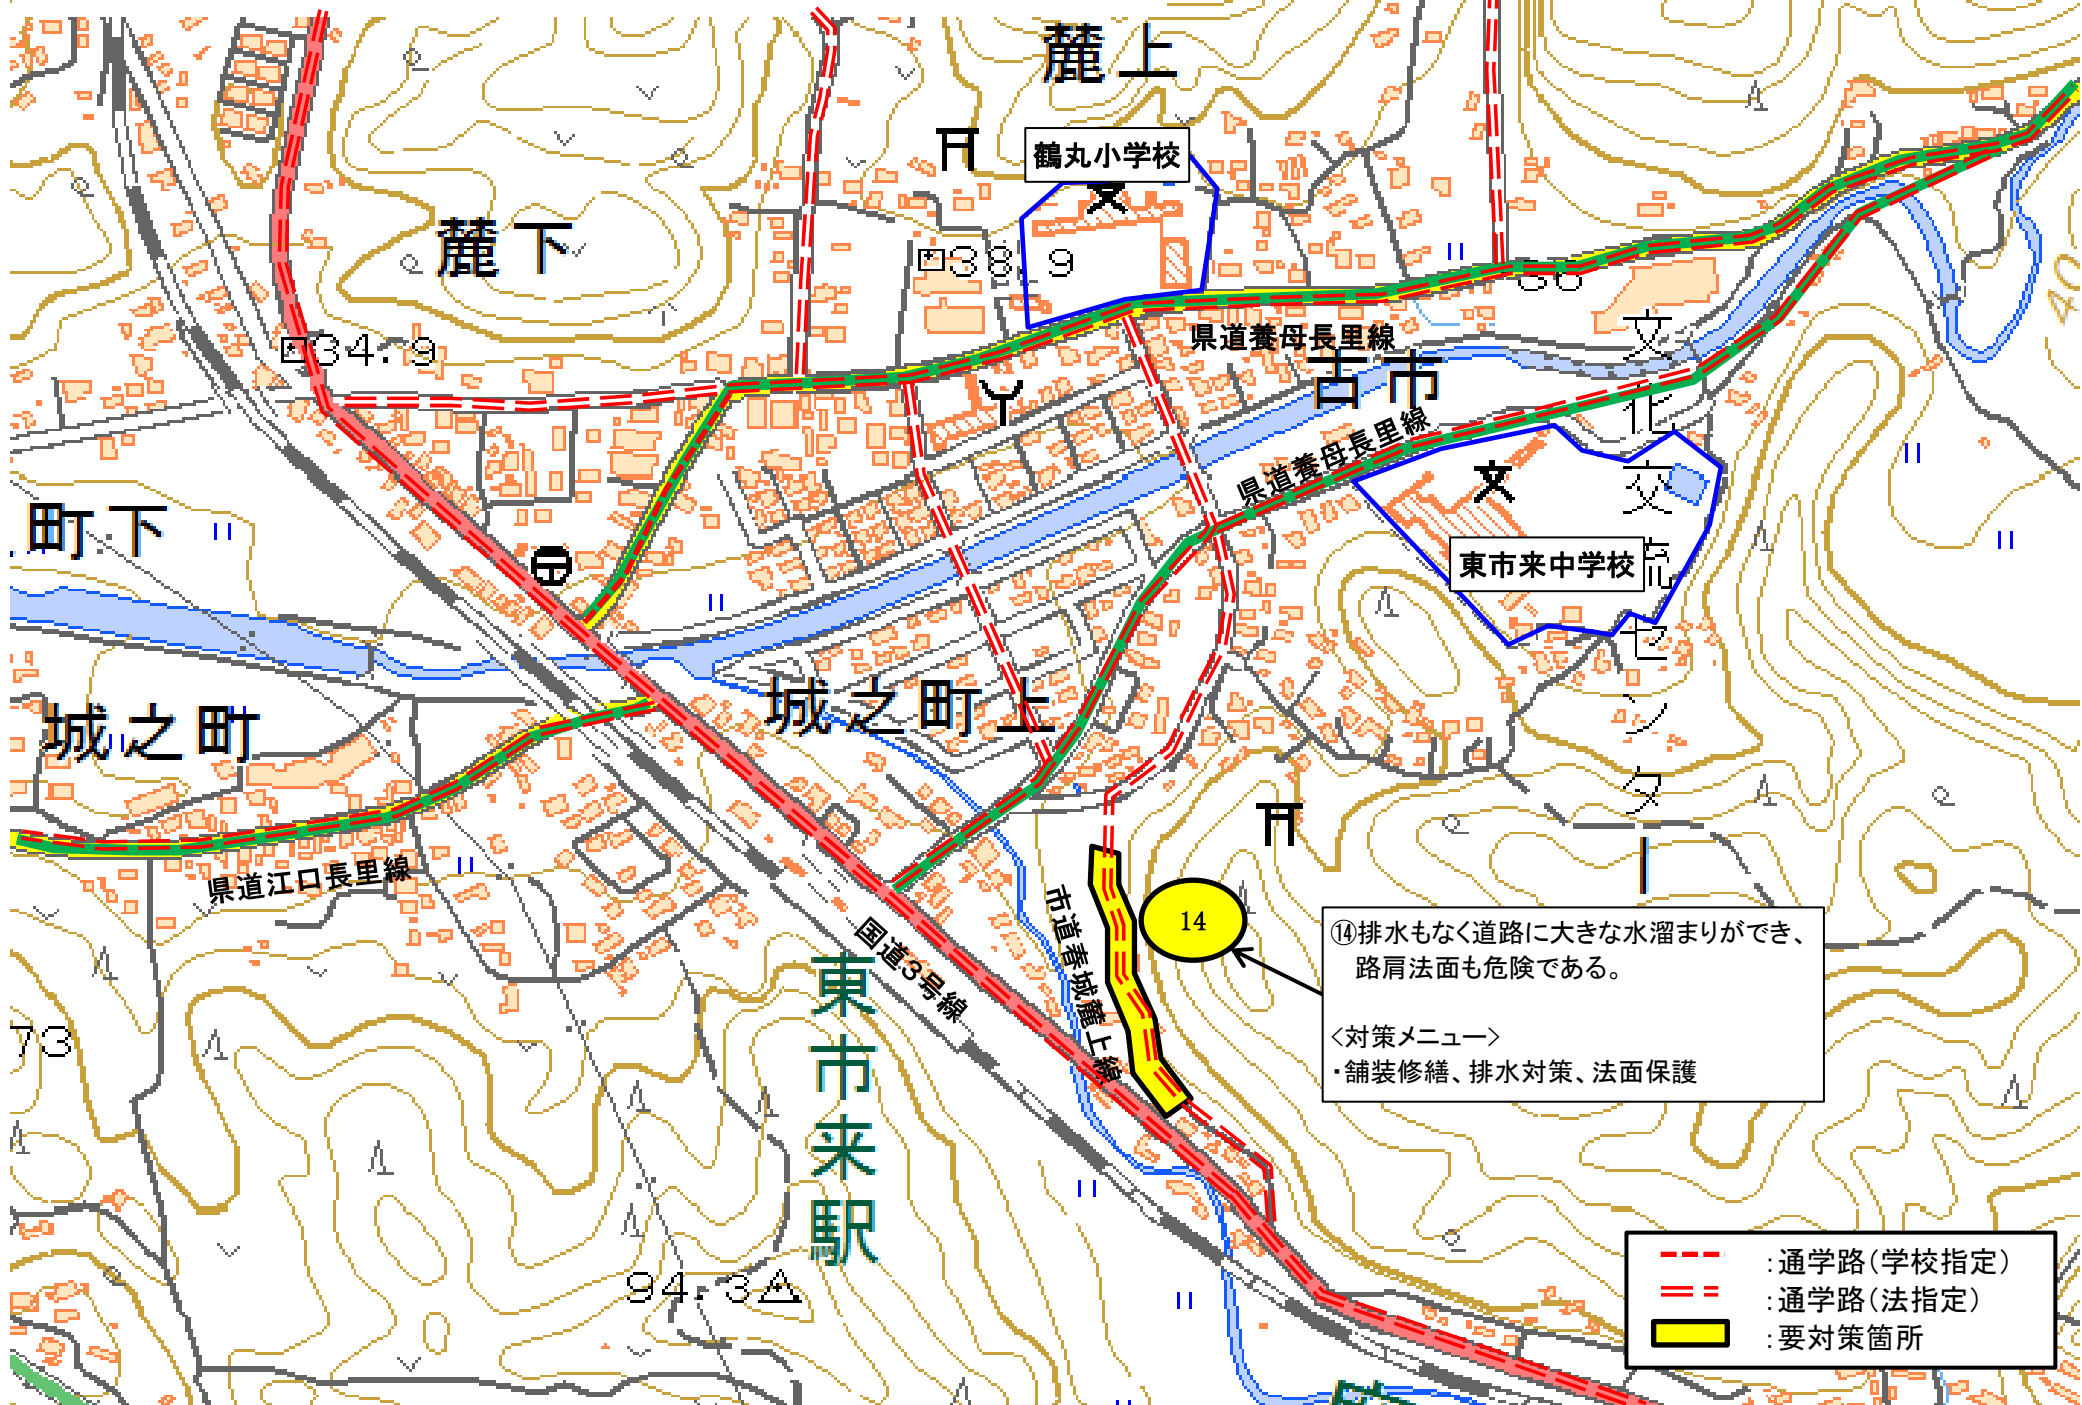 麓上
鶴丸小学校
麓下
38.9
66
34.9
県道養母長里線
古市
県道養母長里線
文化交流センター
町下
東市来中学校
城之町
城之町上
県道江口長里線
市道春城麓上線
14
国道3号線
⑭排水もなく道路に大きな水溜まりができ、
路肩法面も危険である。
<対策メニュー>
・舗装修繕、排水対策、法面保護
東市来駅
73
94.3
40
:通学路(学校指定)
:通学路(法指定)
:要対策箇所